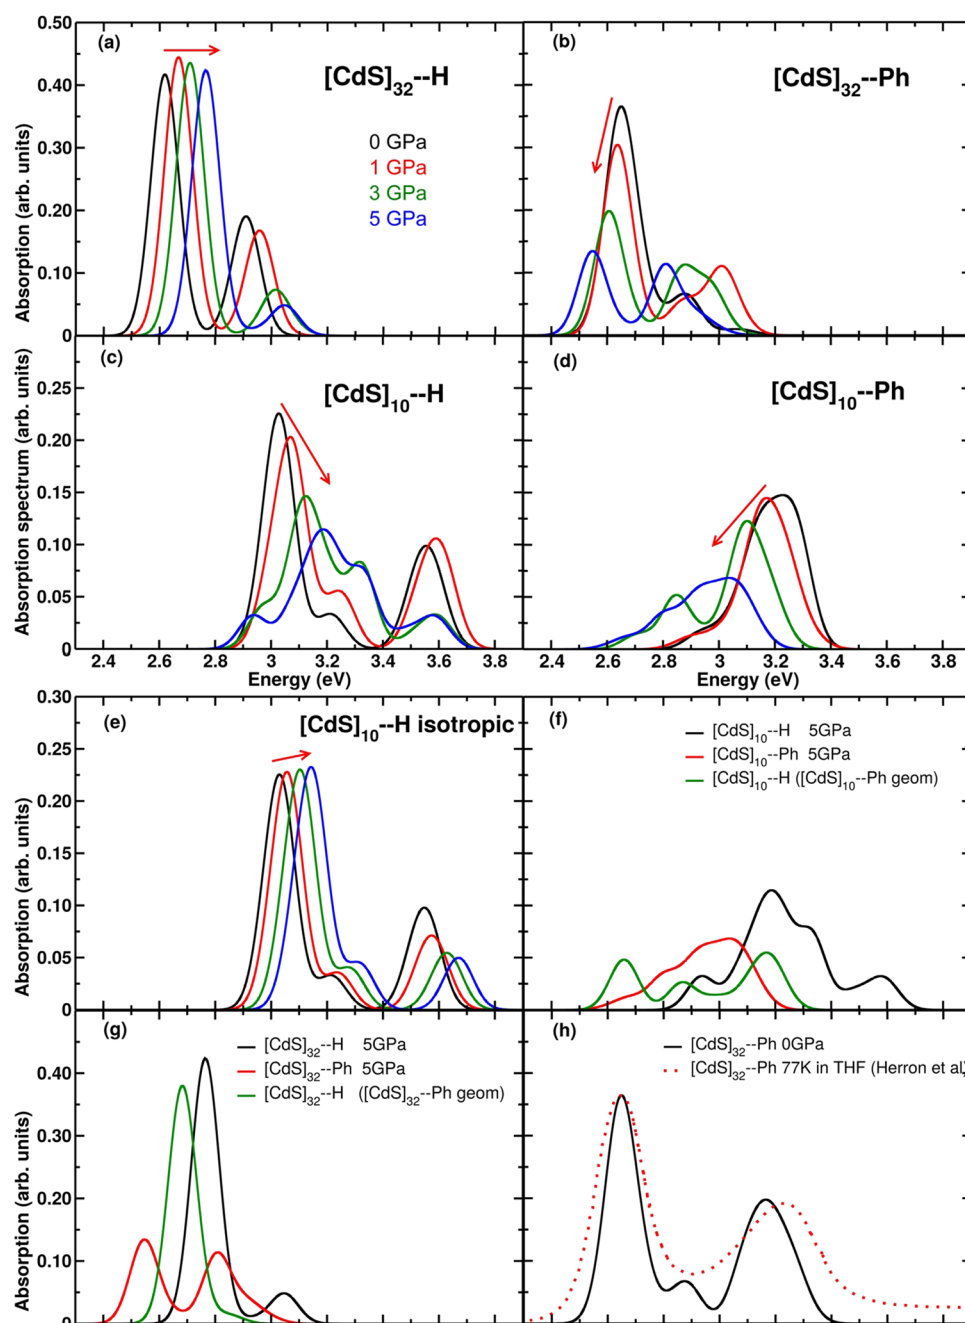 (a)
[CdS]32--H
0 GPa
1 GPa
3 GPa
5 GPa
0.50
0.40
0.30
0.20
0.10
0
Absorption (arb. units)
(b)
[CdS]32--Ph
(c)
[CdS]10--H
0.25
0.20
0.15
0.10
0.05
0
Absorption spectrum (arb. units)
2.4 2.6 2.8 3 3.2 3.4 3.6 3.8
Energy (eV)
(d)
[CdS]10--Ph
2.4 2.6 2.8 3 3.2 3.4 3.6 3.8
Energy (eV)
(e)
[CdS]10--H isotropic
0.30
0.25
0.20
0.15
0.10
0.05
0
Absorption (arb. units)
(f)
[CdS]10--H 5GPa
[CdS]10--Ph 5GPa
[CdS]10--H ([CdS]10--Ph geom)
(g)
[CdS]32--H 5GPa
[CdS]32--Ph 5GPa
[CdS]32--H ([CdS]32--Ph geom)
0.40
0.30
0.20
0.10
0
Absorption (arb. units)
(h)
[CdS]32--Ph 0GPa
[CdS]32--Ph 77K in THF (Herron et al)